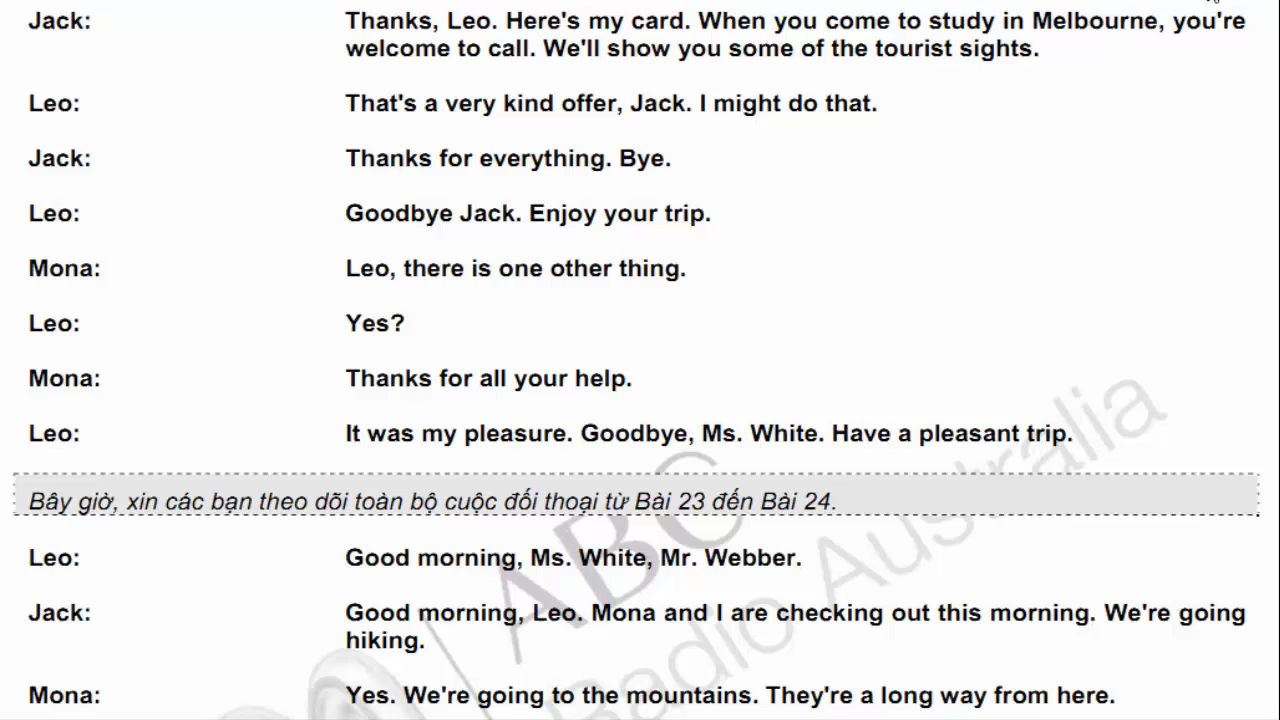 Jack: Thanks, Leo. Here's my card. When you come to study in Melbourne, you're
welcome to call. We'll show you some of the tourist sights.
Leo: That's a very kind offer, Jack. I might do that.
Jack: Thanks for everything. Bye.
Leo: Goodbye Jack. Enjoy your trip.
Mona: Leo, there is one other thing.
Leo: Yes?
Mona: Thanks for all your help.
Leo: It was my pleasure. Goodbye, Ms. White. Have a pleasant trip.
Bây giờ, xin các bạn theo dõi toàn bộ cuộc đối thoại từ Bài 23 đến Bài 24.
Leo: Good morning, Ms. White, Mr. Webber.
Jack: Good morning, Leo. Mona and I are checking out this morning. We're going
hiking.
Mona: Yes. We're going to the mountains. They're a long way from here.
ABC
Radio Australia